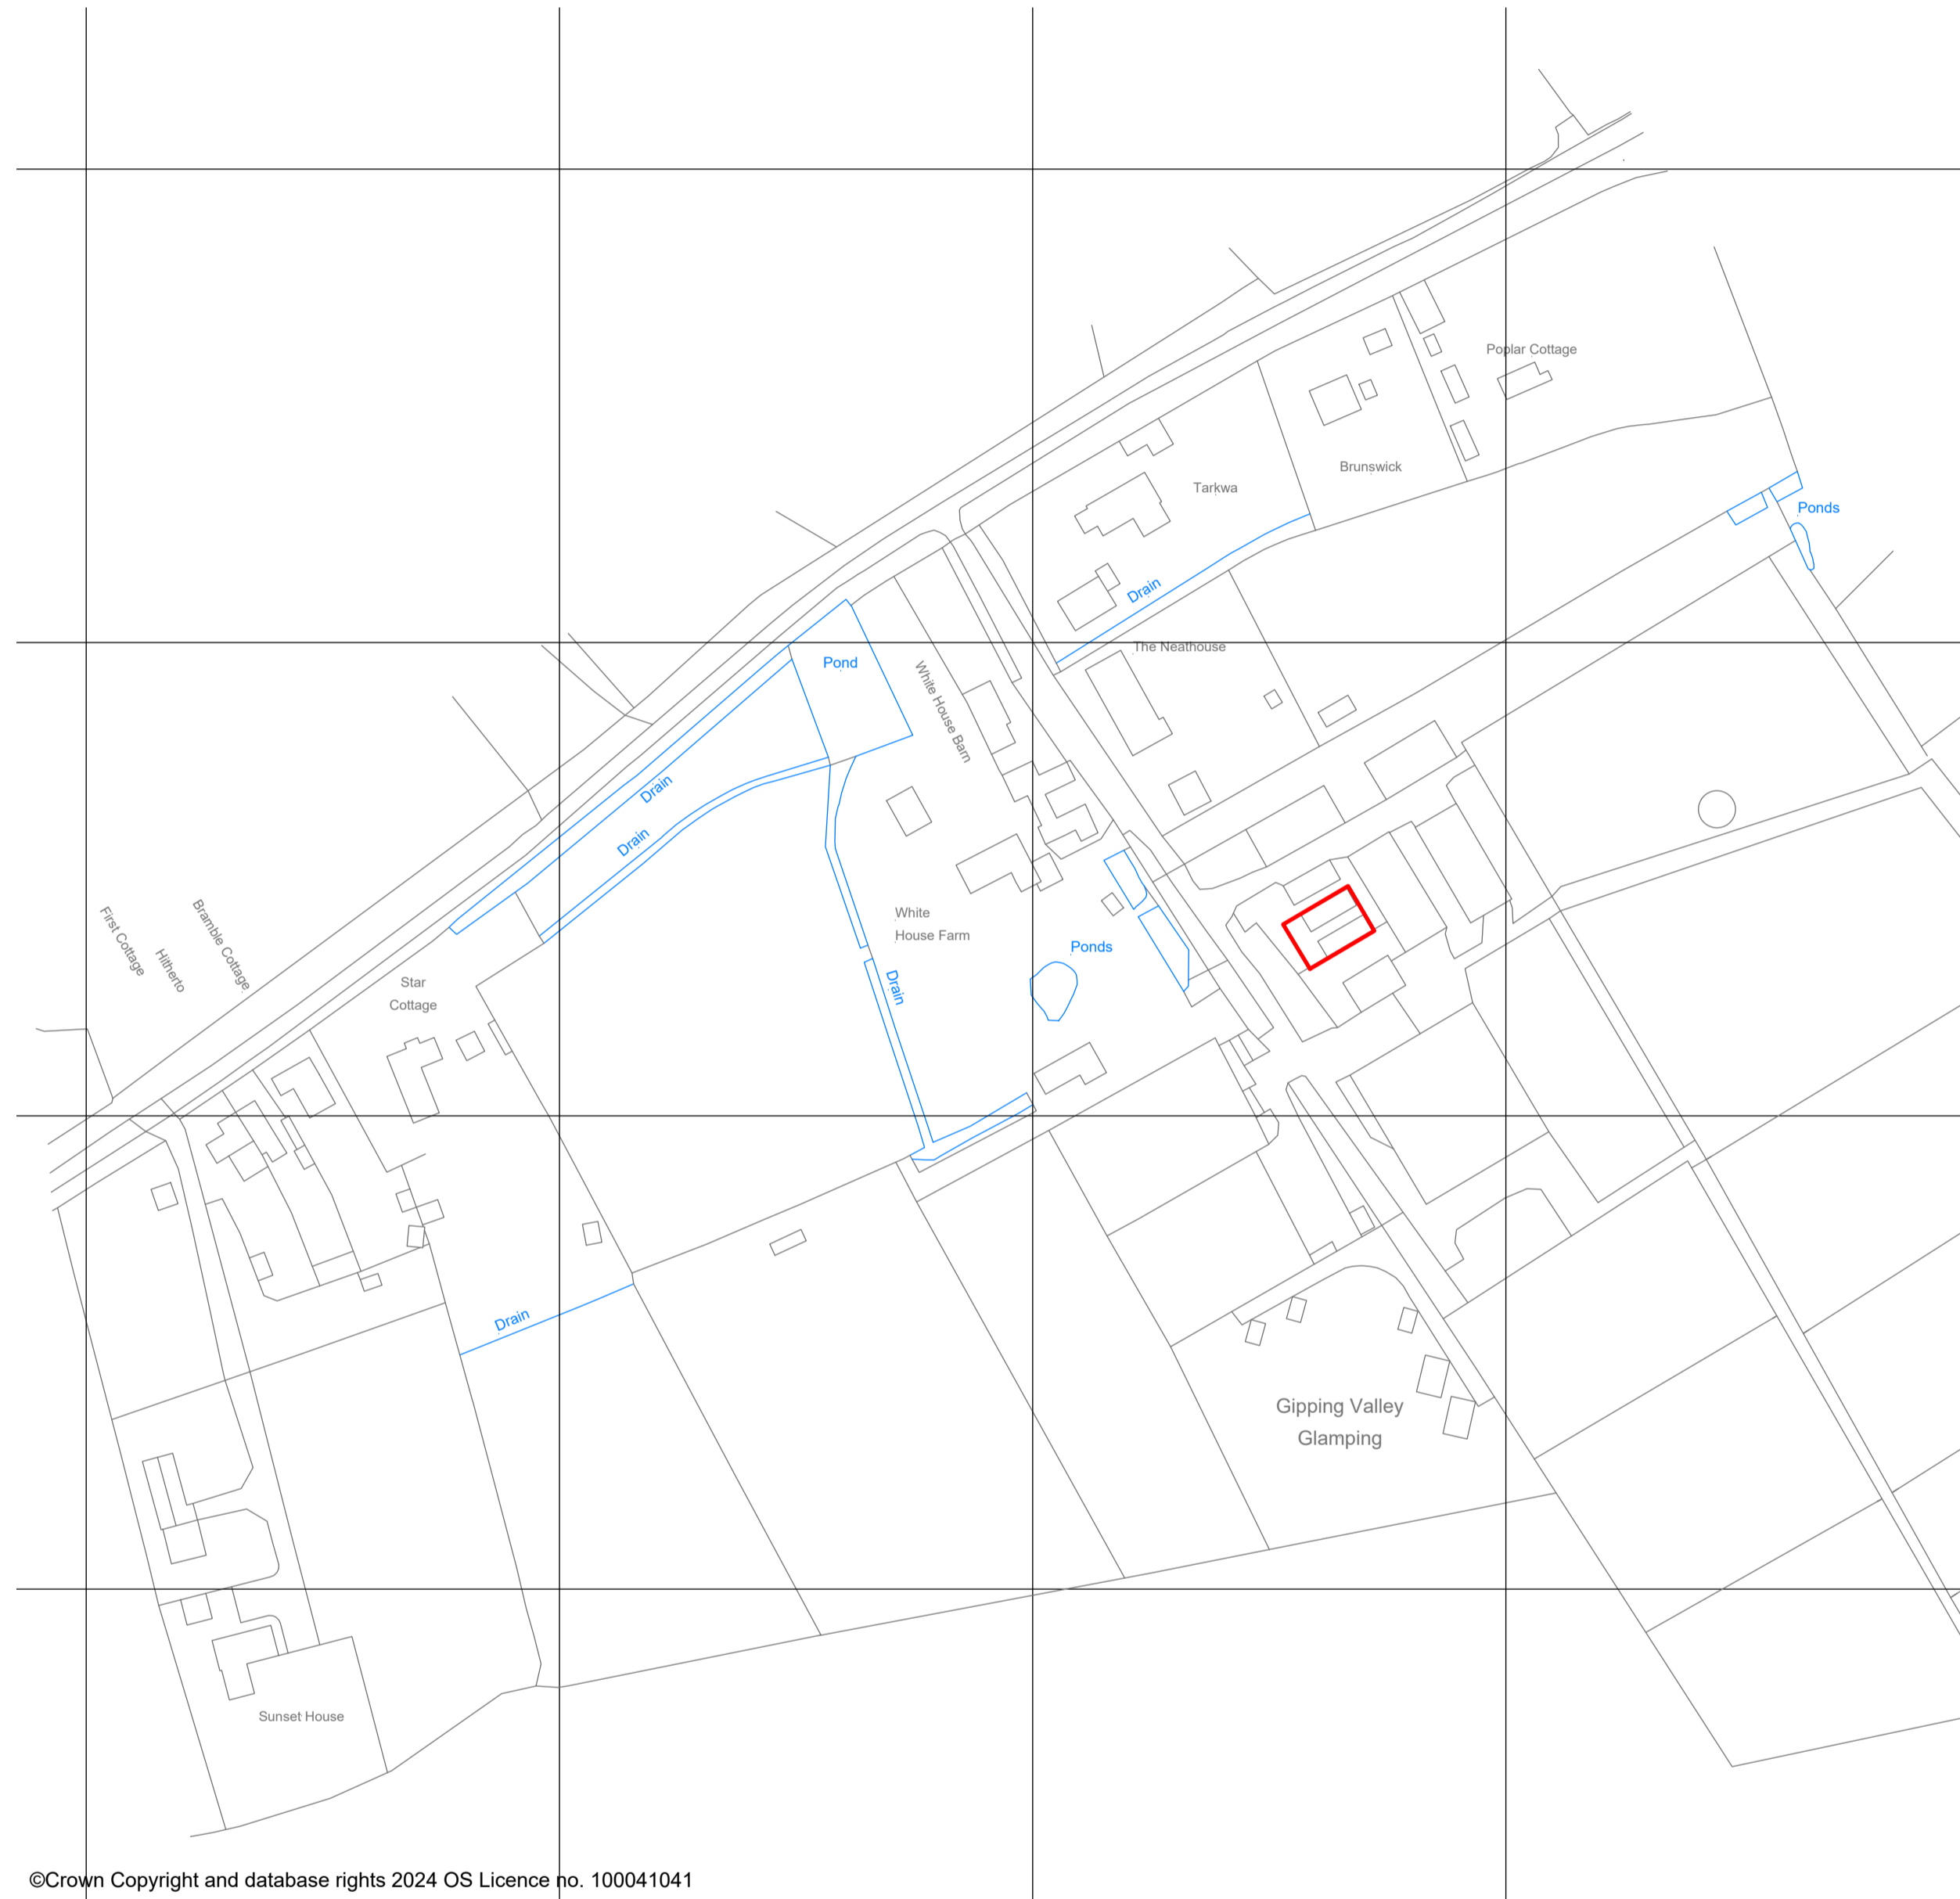 Poplar Cottage
Brunswick
Tarkwa
Ponds
Drain
The Neathouse
Pond
White House Barn
Drain
Drain
First Cottage
Hitherto
Bramble Cottage
White
House Farm
Ponds
Star
Cottage
Drain
Drain
Gipping Valley
Glamping
Sunset House
©Crown Copyright and database rights 2024 OS Licence no. 100041041